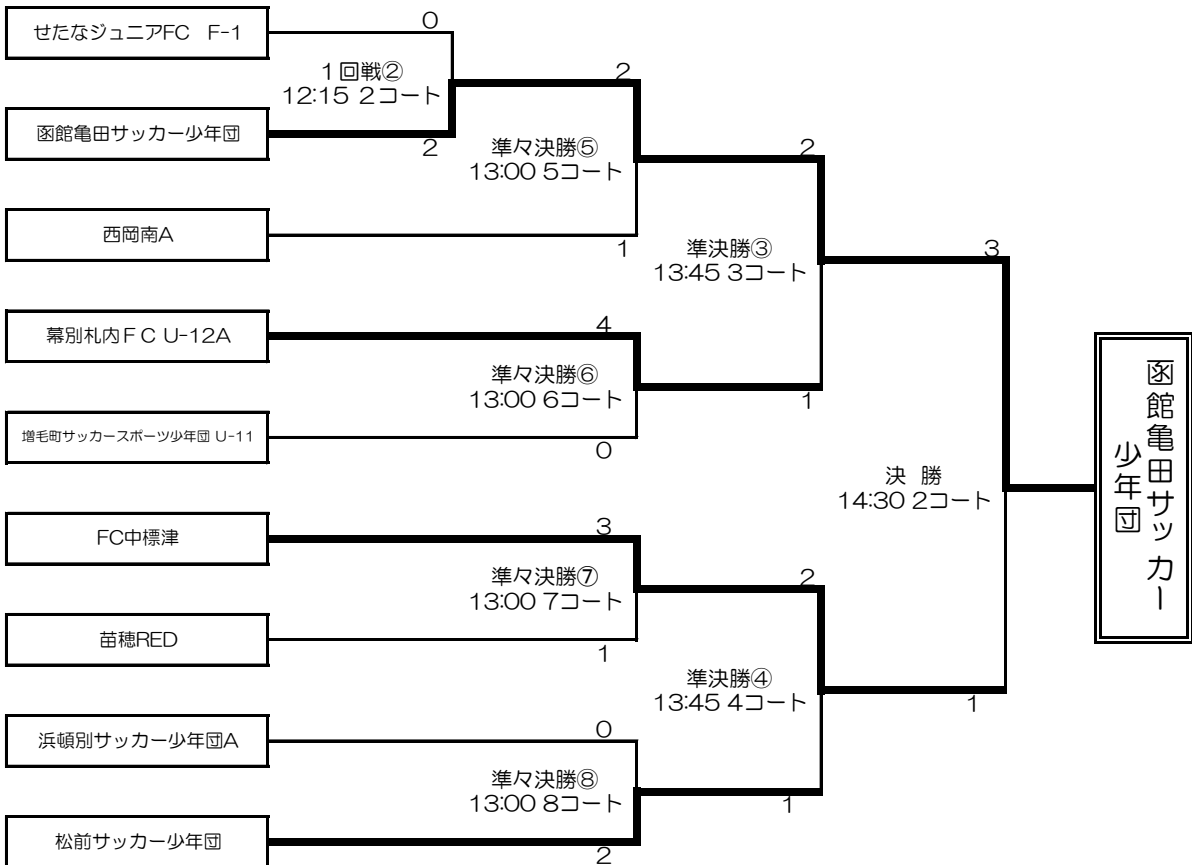 せたなジュニアFC F-1
0
1回戦②
12:15 2コート
函館亀田サッカー少年団
2
2
準々決勝⑤
13:00 5コート
西岡南A
1
2
準決勝③
13:45 3コート
幕別札内FC U-12A
4
準々決勝⑥
13:00 6コート
増毛町サッカースポーツ少年団 U-11
0
1
3
決 勝
14:30 2コート
函館亀田サッカー
少年団
FC中標津
3
準々決勝⑦
13:00 7コート
苗穂RED
1
2
準決勝④
13:45 4コート
1
浜頓別サッカー少年団A
0
準々決勝⑧
13:00 8コート
松前サッカー少年団
2
1